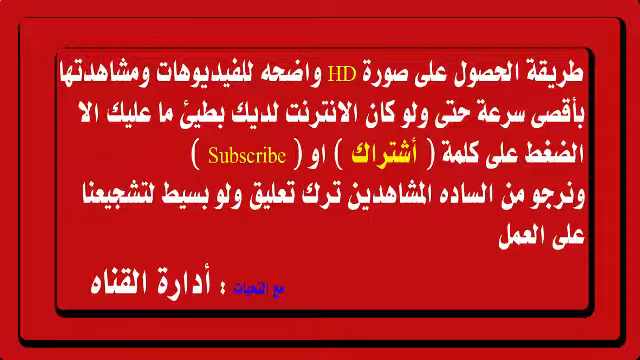 طريقة الحصول على صورة HD واضحه للفيديوهات ومشاهدتها
بأقصى سرعة حتى ولو كان الانترنت لديك بطيئ ما عليك الا
الضغط على كلمة ( أشتراك ) او ( Subscribe )
ونرجو من الساده المشاهدين ترك تعليق ولو بسيط لتشجيعنا
على العمل
مع التحيات : أدارة القناه